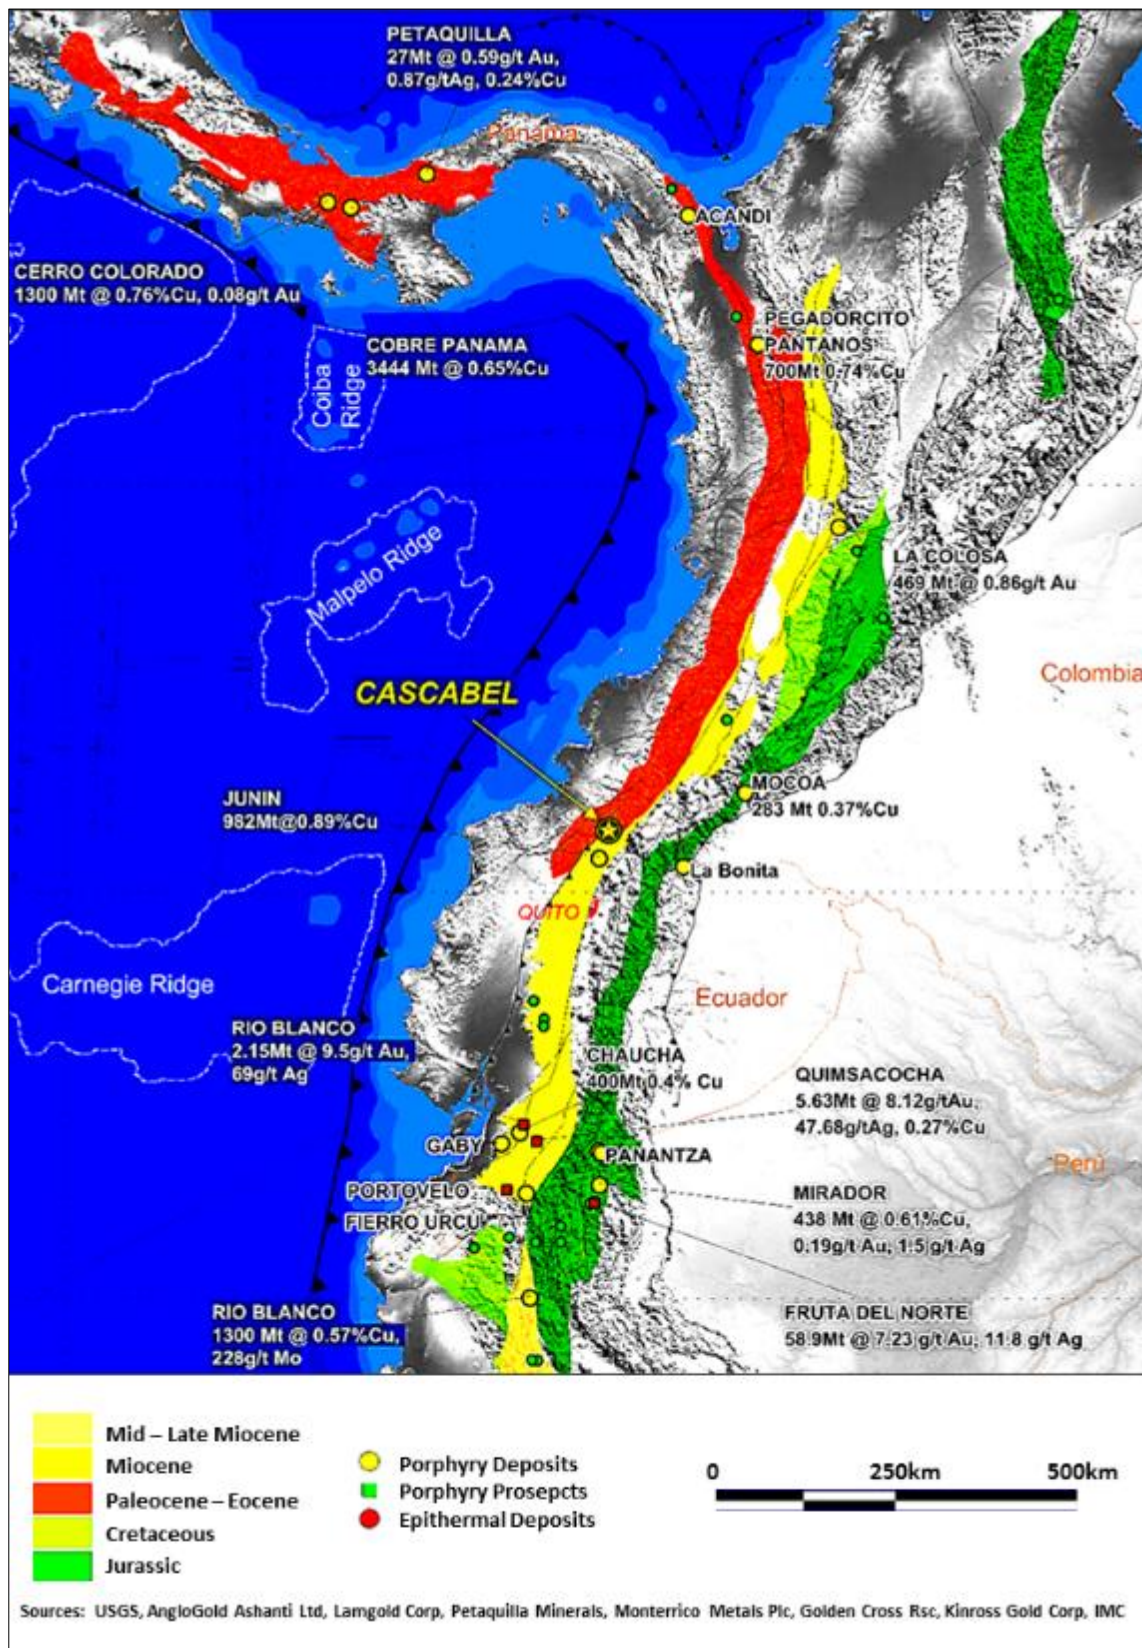 PETAQUILLA
27Mt @ 0.59g/t Au,
0.87g/tAg, 0.24%Cu
Panama
ACANDI
CERRO COLORADO
1300 Mt @ 0.76%Cu, 0.08g/t Au
PEGADORCITO
PANTANOS
700Mt 0.74%Cu
COBRE PANAMA
3444 Mt @ 0.65%Cu
Coiba
Ridge
Malpelo Ridge
LA COLOSA
469 Mt @ 0.86g/t Au
Colombia
CASCABEL
MOCOA
283 Mt 0.37%Cu
JUNIN
982Mt@0.89%Cu
La Bonita
QUITO
Carnegie Ridge
Ecuador
RIO BLANCO
2.15Mt @ 9.5g/t Au,
69g/t Ag
CHAUCHA
400Mt 0.4% Cu
QUIMSACOCHA
5.63Mt @ 8.12g/tAu,
47.68g/tAg, 0.27%Cu
GABY
PANANTZA
Perú
PORTOVELO
MIRADOR
438 Mt @ 0.61%Cu,
0.19g/t Au, 1.5 g/t Ag
FIERRO URCU
RIO BLANCO
1300 Mt @ 0.57%Cu,
228g/t Mo
FRUTA DEL NORTE
58.9Mt @ 7.23 g/t Au, 11.8 g/t Ag
Mid – Late Miocene
Miocene
Paleocene – Eocene
Cretaceous
Jurassic
Porphyry Deposits
Porphyry Prosepcts
Epithermal Deposits
0 250km 500km
Sources: USGS, AngloGold Ashanti Ltd, Lamgold Corp, Petaquilla Minerals, Monterrico Metals Plc, Golden Cross Rsc, Kinross Gold Corp, IMC